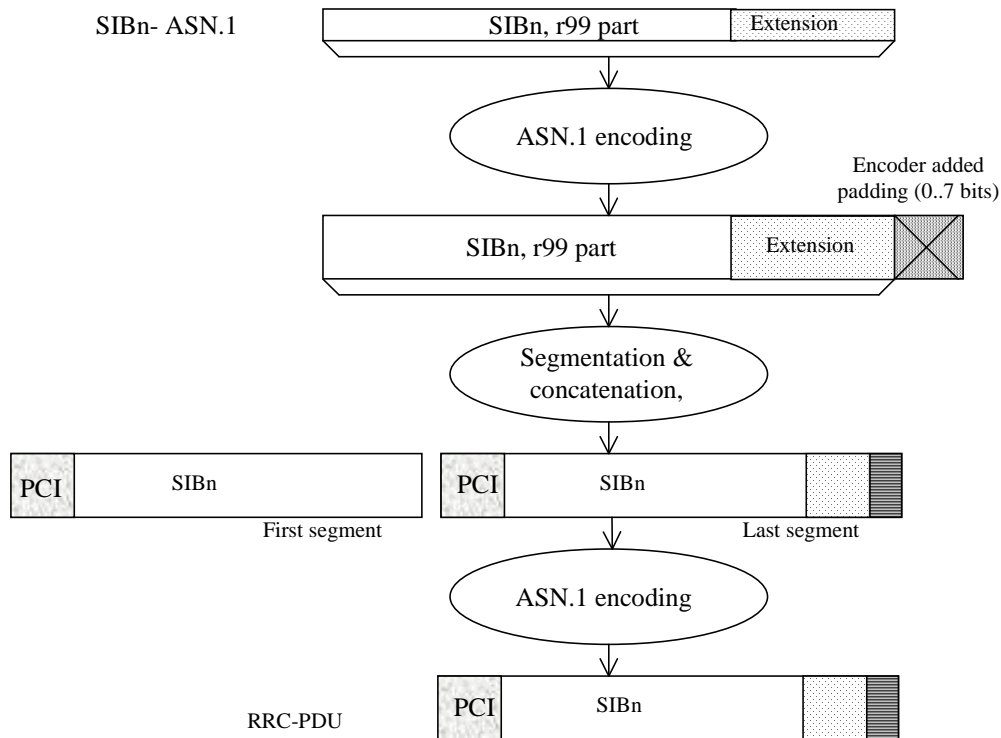 SIBn- ASN.1
SIBn, r99 part
Extension
ASN.1 encoding
Encoder added
padding (0..7 bits)
SIBn, r99 part
Extension
Segmentation &
concatenation,
PCI
SIBn
PCI
SIBn
First segment
Last segment
ASN.1 encoding
PCI
SIBn
RRC-PDU